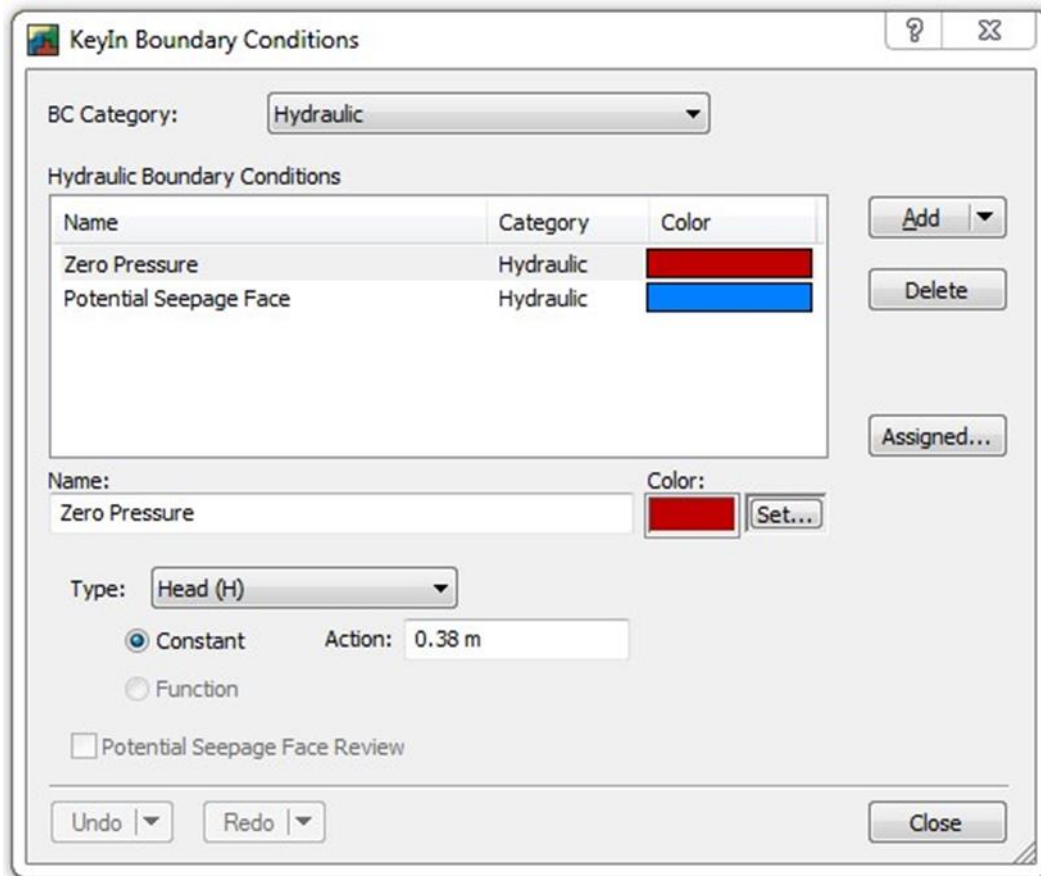 KeyIn Boundary Conditions
BC Category: Hydraulic
Hydraulic Boundary Conditions
Name Category Color
Add
Zero Pressure Hydraulic
Potential Seepage Face Hydraulic
Delete
Assigned...
Name: Color:
Zero Pressure Set...
Type: Head (H)
Constant Action: 0.38 m
Function
Potential Seepage Face Review
Undo Redo Close